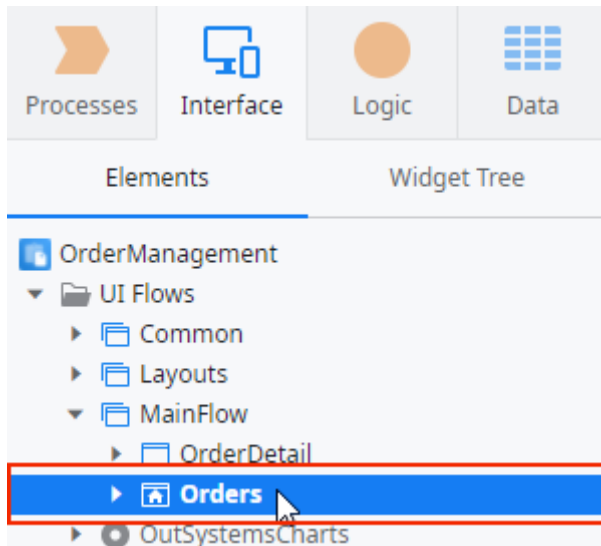 Processes Interface Logic Data
Elements Widget Tree
OrderManagement
UI Flows
Common
Layouts
MainFlow
OrderDetail
Orders
OutSystemsCharts